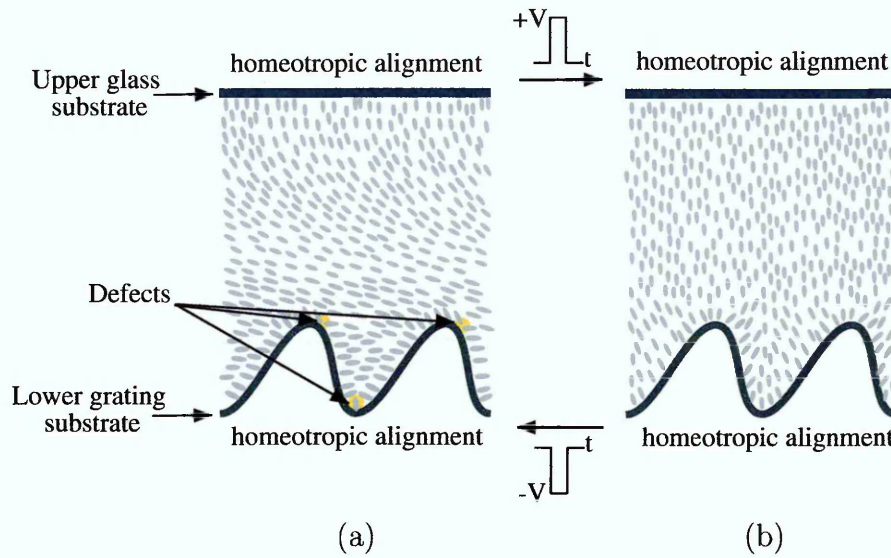 +V
t
homeotropic alignment
homeotropic alignment
Upper glass
substrate
Defects
Lower grating
substrate
homeotropic alignment
homeotropic alignment
t
-V
(a)
(b)